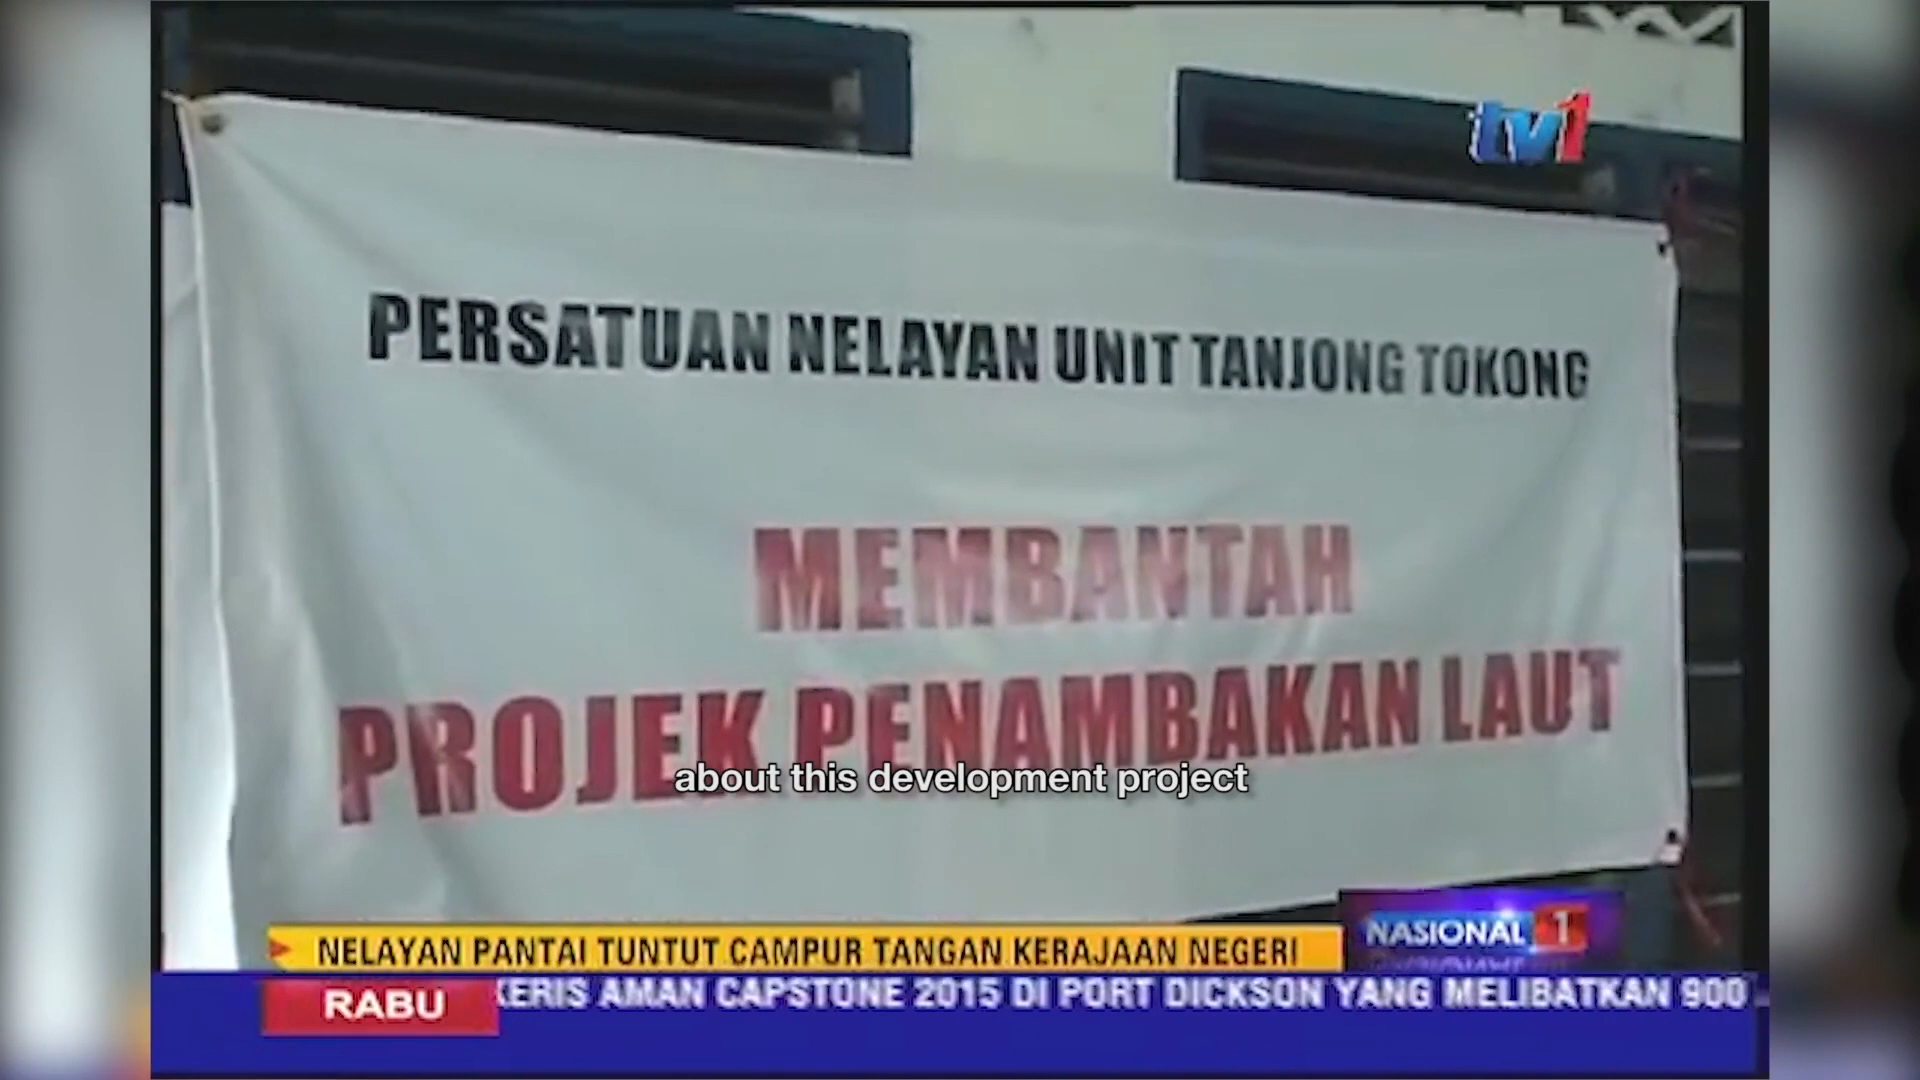 tv1
PERSATUAN NELAYAN UNIT TANJONG TOKONG
MEMBANTAH
PROJEK PENAMBAKAN LAUT
about this development project
NELAYAN PANTAI TUNTUT CAMPUR TANGAN KERAJAAN NEGERI
NASIONAL 1
RABU
KERIS AMAN CAPSTONE 2015 DI PORT DICKSON YANG MELIBATKAN 900